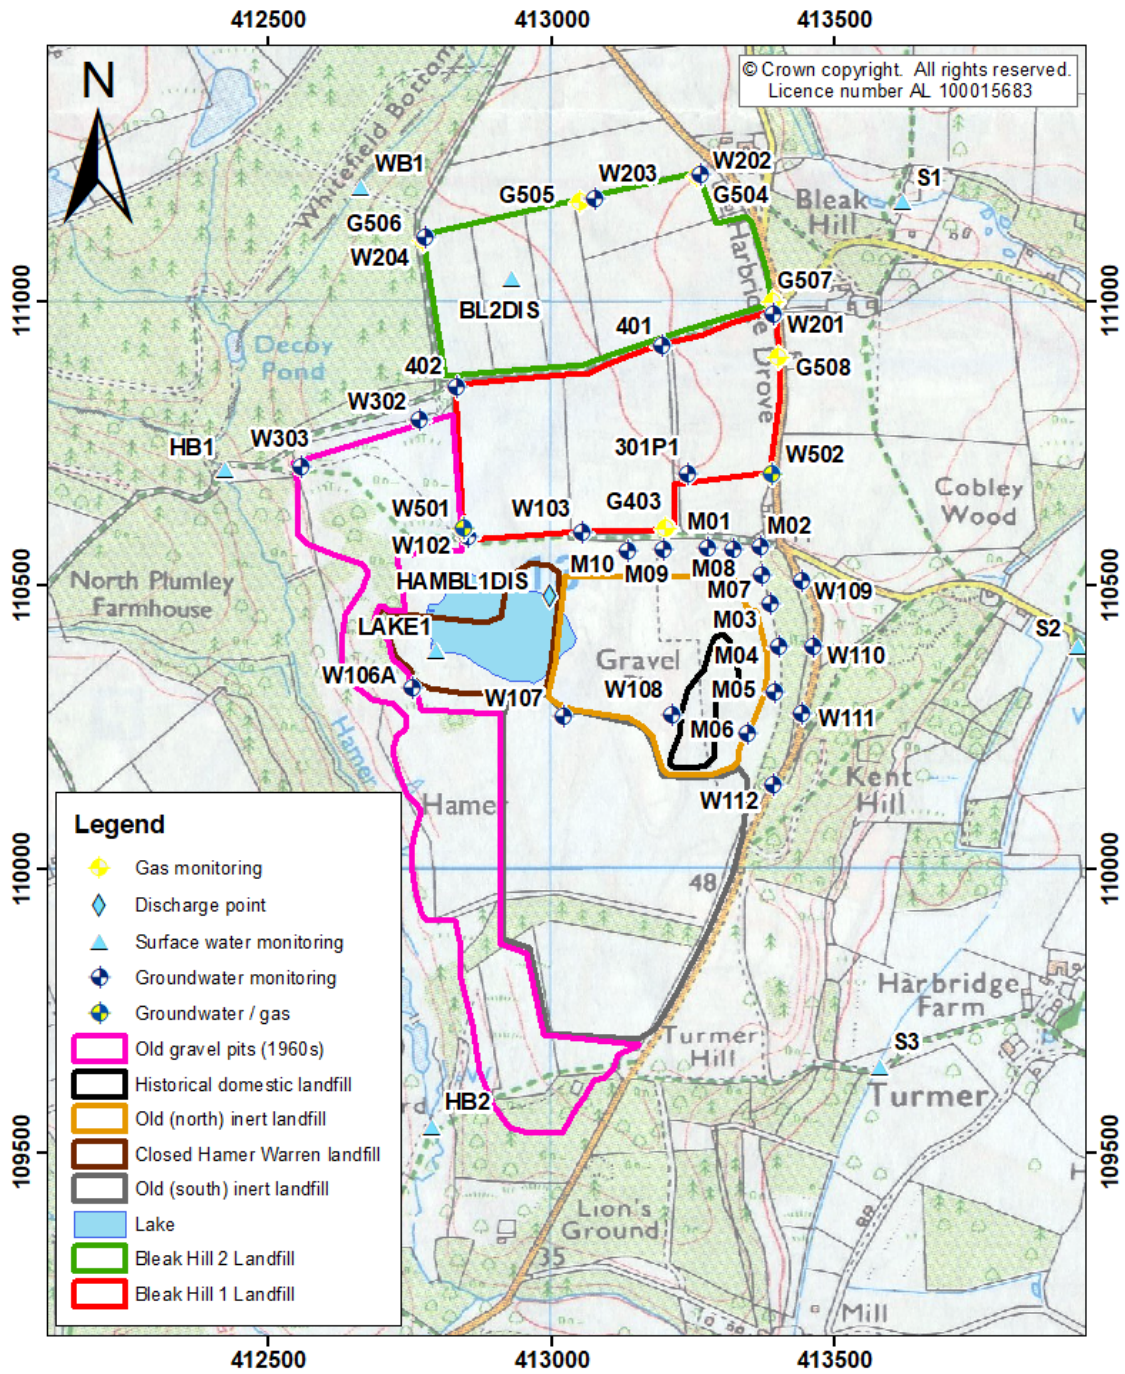 412500
413000
413500
© Crown copyright. All rights reserved.
Licence number AL 100015683
N
Whitefield Bottom
WB1
W203
W202
G505
G504
S1
Bleak
Hill
G506
W204
Harbridge Drove
BL2DIS
G507
111000
111000
401
W201
G508
Decoy
Pond
402
W302
HB1
W303
301P1
W502
Cobley
Wood
W501
W103
G403
M01
M02
W102
M10
M09
M08
M07
HAMBL1DIS
W109
110500
110500
North Plumley
Farmhouse
LAKE1
M03
S2
Gravel
M04
W110
W106A
W107
W108
M05
W111
M06
Hamer
Kent
Hill
W112
Hamer
Legend
Gas monitoring
Discharge point
Surface water monitoring
Groundwater monitoring
Groundwater / gas
Old gravel pits (1960s)
Historical domestic landfill
Old (north) inert landfill
Closed Hamer Warren landfill
Old (south) inert landfill
Lake
Bleak Hill 2 Landfill
Bleak Hill 1 Landfill
110000
110000
48
Harbridge
Farm
Turmer
Hill
S3
Turmer
HB2
109500
109500
Lion's
Ground
35
Mill
412500
413000
413500